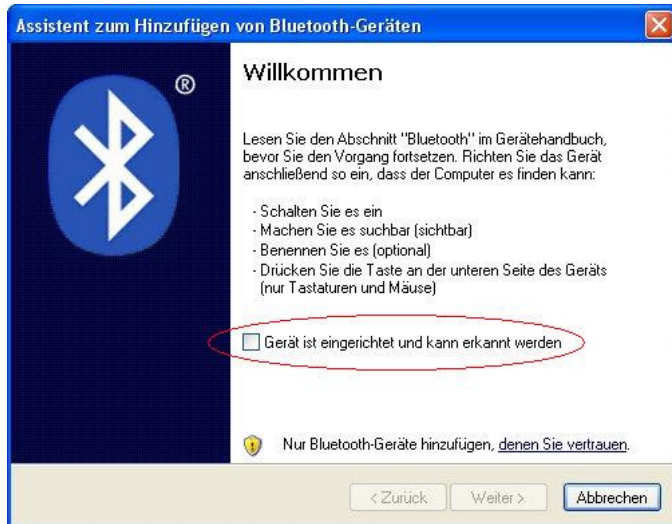 Assistent zum Hinzufügen von Bluetooth-Geräten
®
Willkommen
Lesen Sie den Abschnitt "Bluetooth" im Gerätehandbuch,
bevor Sie den Vorgang fortsetzen. Richten Sie das Gerät
anschließend so ein, dass der Computer es finden kann:
- Schalten Sie es ein
- Machen Sie es suchbar (sichtbar)
- Benennen Sie es (optional)
- Drücken Sie die Taste an der unteren Seite des Geräts
(nur Tastaturen und Mäuse)
Gerät ist eingerichtet und kann erkannt werden
Nur Bluetooth-Geräte hinzufügen, denen Sie vertrauen.
< Zurück Weiter > Abbrechen